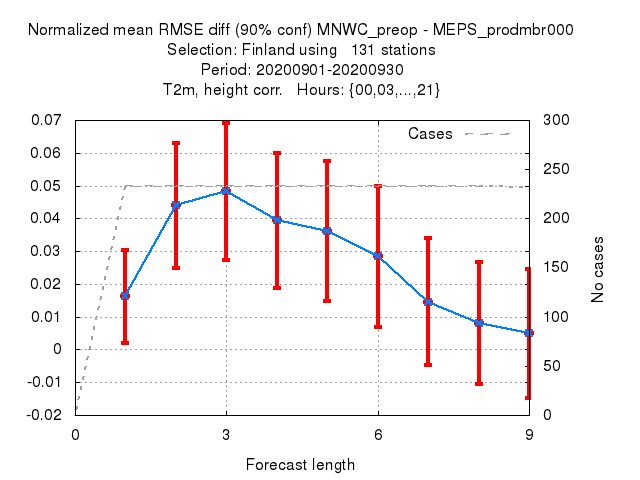 Normalized mean RMSE diff (90% conf) MNWC_preop - MEPS_prodmbr000
Selection: Finland using   131 stations
Period: 20200901-20200930
T2m, height corr.   Hours: {00,03,...,21}
Cases
0.07
0.06
0.05
0.04
0.03
0.02
0.01
0
-0.01
-0.02
300
250
200
150
100
50
0
No cases
0 3 6 9
Forecast length